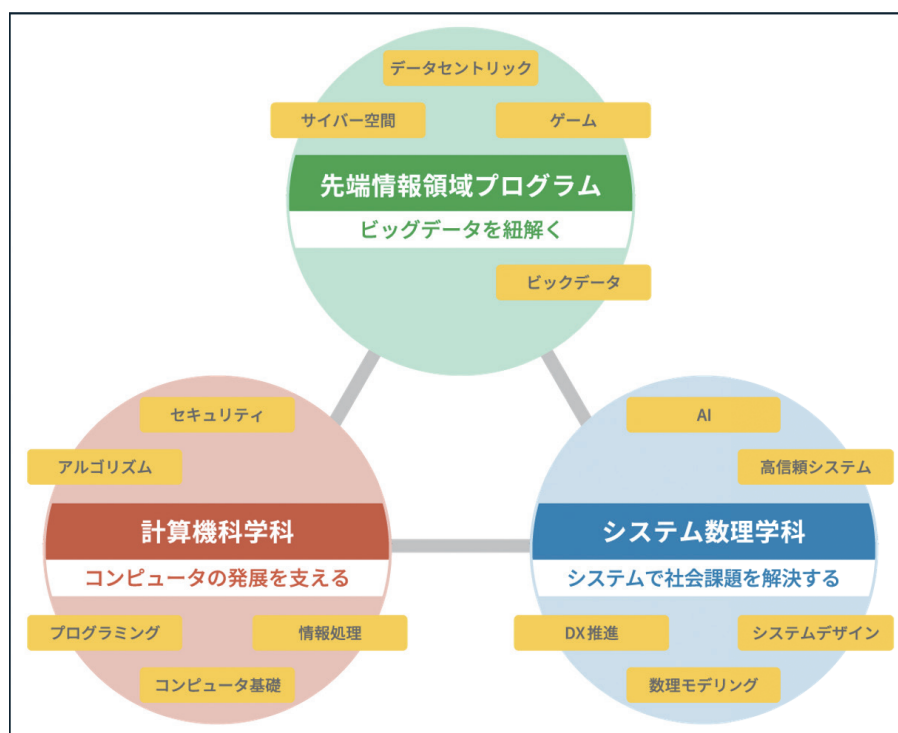 データセントリック
サイバー空間
ゲーム
先端情報領域プログラム
ビッグデータを紐解く
ビックデータ
セキュリティ
アルゴリズム
計算機科学科
コンピュータの発展を支える
プログラミング
情報処理
コンピュータ基礎
AI
高信頼システム
システム数理学科
システムで社会課題を解決する
DX推進
システムデザイン
数理モデリング